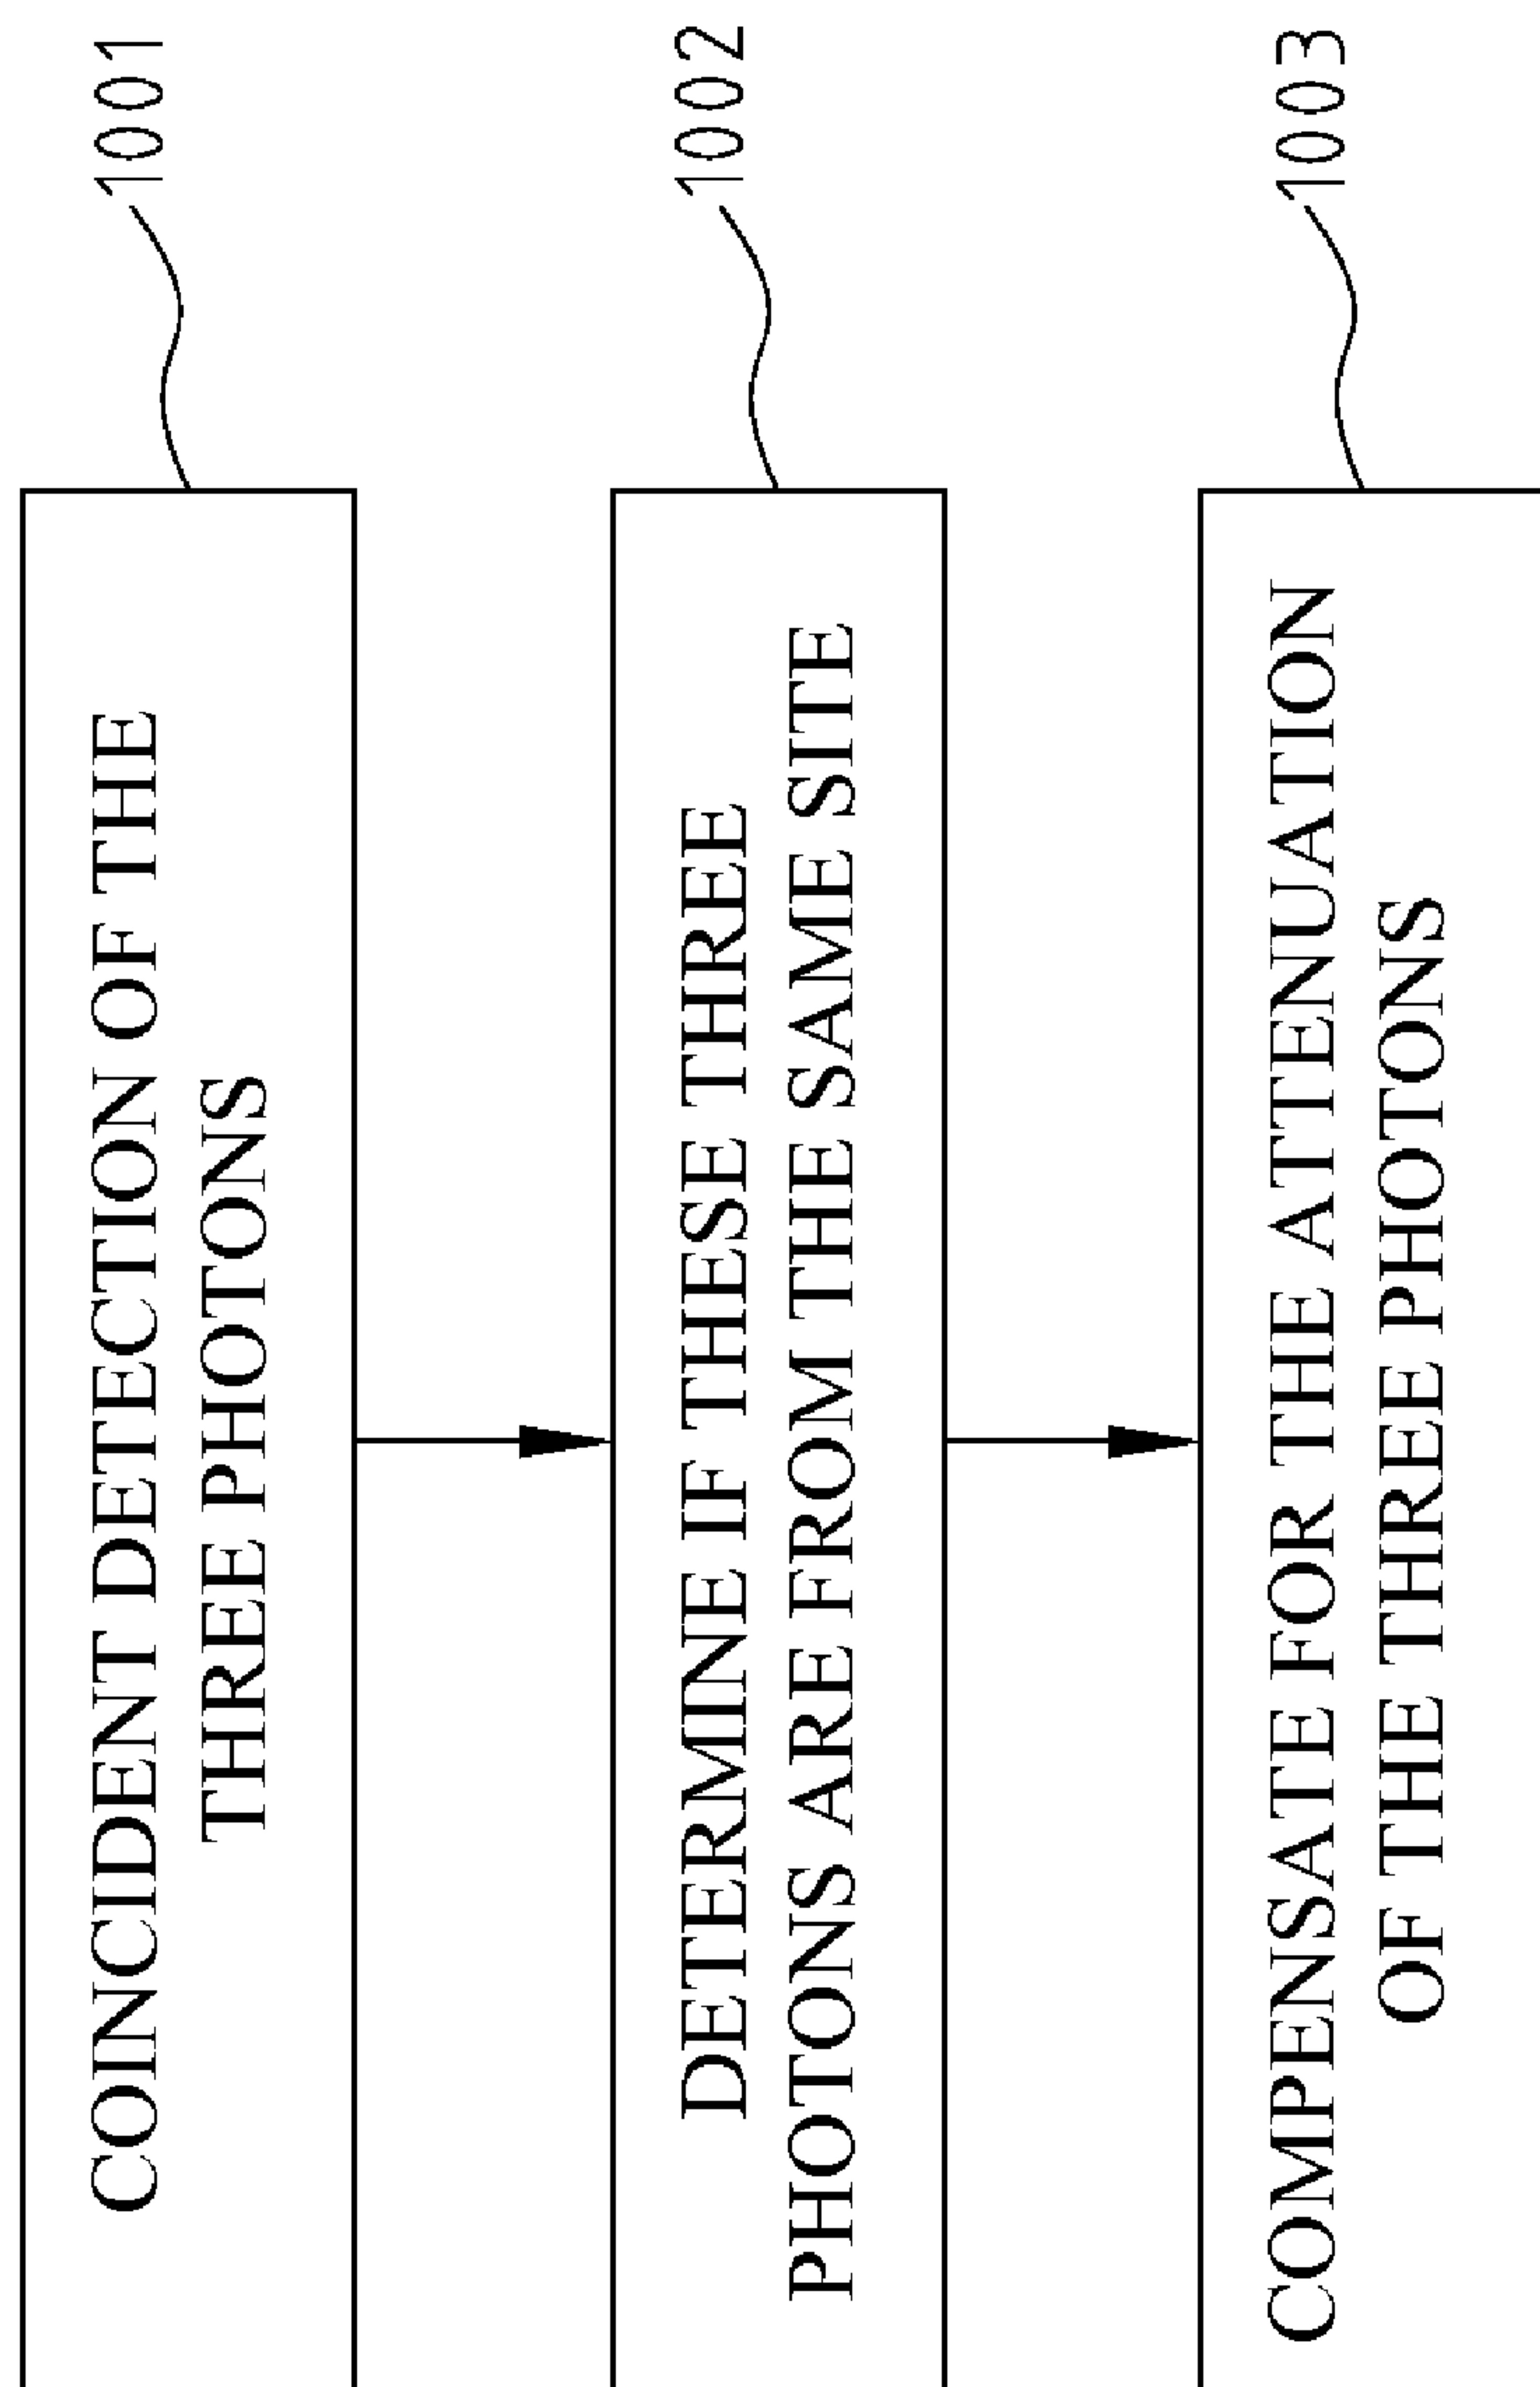 1001
COINCIDENT DETECTION OF THE
THREE PHOTONS
1002
DETERMINE IF THESE THREE
PHOTONS ARE FROM THE SAME SITE
1003
COMPENSATE FOR THE ATTENUATION
OF THE THREE PHOTONS